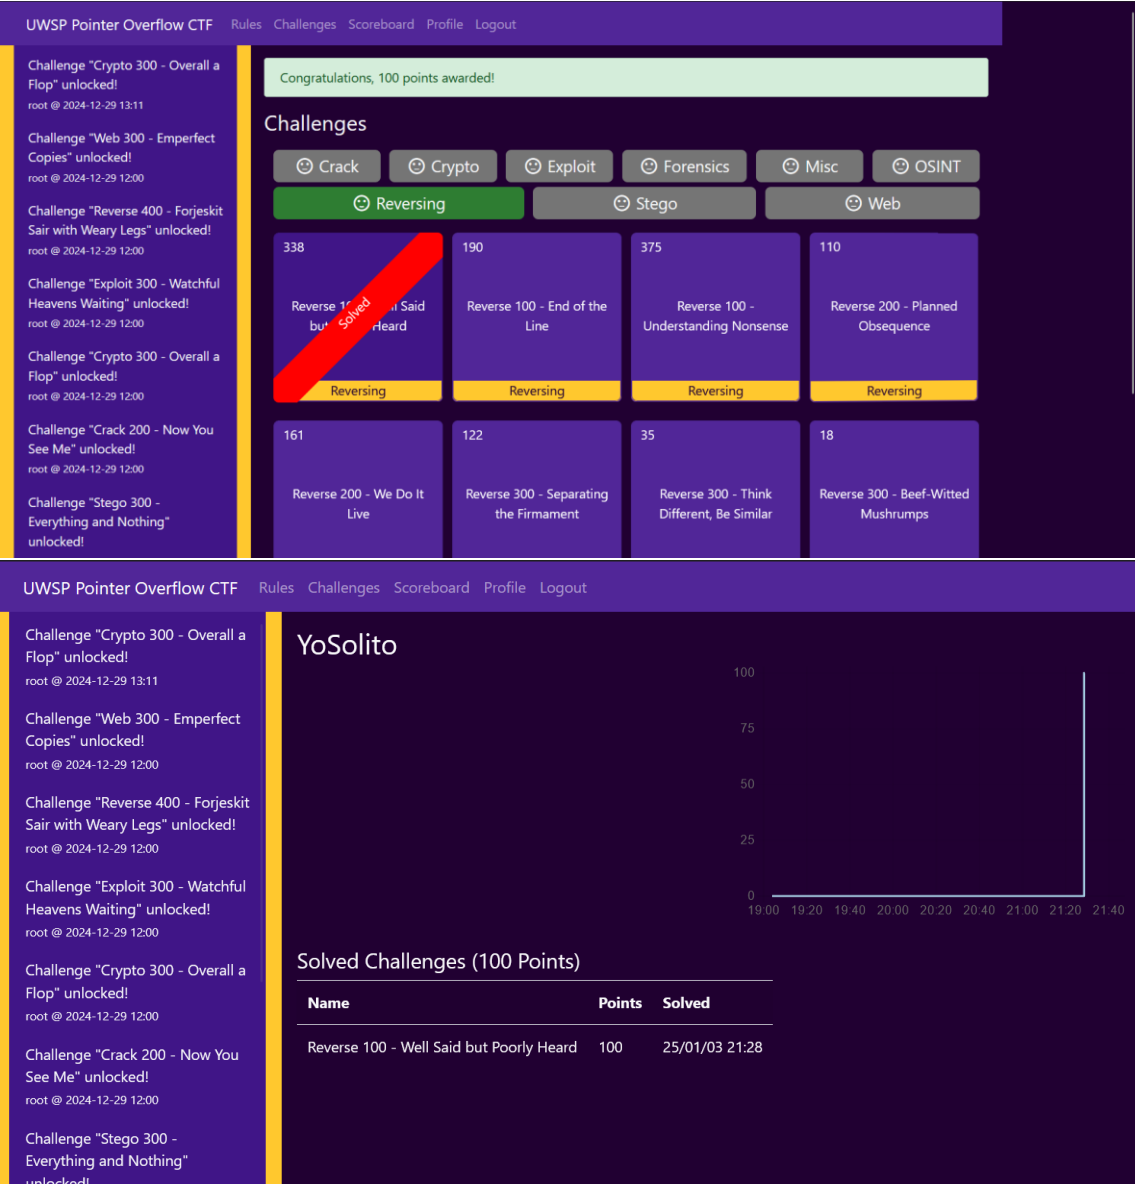 UWSP Pointer Overflow CTF Rules Challenges Scoreboard Profile Logout
Challenge "Crypto 300 - Overall a
Flop" unlocked!
root @ 2024-12-29 13:11
Challenge "Web 300 - Emperfect
Copies" unlocked!
root @ 2024-12-29 12:00
Challenge "Reverse 400 - Forjeskit
Sair with Weary Legs" unlocked!
root @ 2024-12-29 12:00
Challenge "Exploit 300 - Watchful
Heavens Waiting" unlocked!
root @ 2024-12-29 12:00
Challenge "Crypto 300 - Overall a
Flop" unlocked!
root @ 2024-12-29 12:00
Challenge "Crack 200 - Now You
See Me" unlocked!
root @ 2024-12-29 12:00
Challenge "Stego 300 -
Everything and Nothing"
unlocked!
Congratulations, 100 points awarded!
Challenges
Crack Crypto Exploit Forensics Misc OSINT
Reversing Stego Web
338
Reverse Said
Heard
Solved
Reversing
190
Reverse 100 - End of the
Line
Reversing
375
Reverse 100 -
Understanding Nonsense
Reversing
110
Reverse 200 - Planned
Obsequence
Reversing
161
Reverse 200 - We Do It
Live
122
Reverse 300 - Separating
the Firmament
35
Reverse 300 - Think
Different, Be Similar
18
Reverse 300 - Beef-Witted
Mushrumps
UWSP Pointer Overflow CTF Rules Challenges Scoreboard Profile Logout
Challenge "Crypto 300 - Overall a
Flop" unlocked!
root @ 2024-12-29 13:11
Challenge "Web 300 - Emperfect
Copies" unlocked!
root @ 2024-12-29 12:00
Challenge "Reverse 400 - Forjeskit
Sair with Weary Legs" unlocked!
root @ 2024-12-29 12:00
Challenge "Exploit 300 - Watchful
Heavens Waiting" unlocked!
root @ 2024-12-29 12:00
Challenge "Crypto 300 - Overall a
Flop" unlocked!
root @ 2024-12-29 12:00
Challenge "Crack 200 - Now You
See Me" unlocked!
root @ 2024-12-29 12:00
Challenge "Stego 300 -
Everything and Nothing"
unlocked!
YoSolito
100
75
50
25
0
19:00 19:20 19:40 20:00 20:20 20:40 21:00 21:20 21:40
Solved Challenges (100 Points)
Name Points Solved
Reverse 100 - Well Said but Poorly Heard 100 25/01/03 21:28